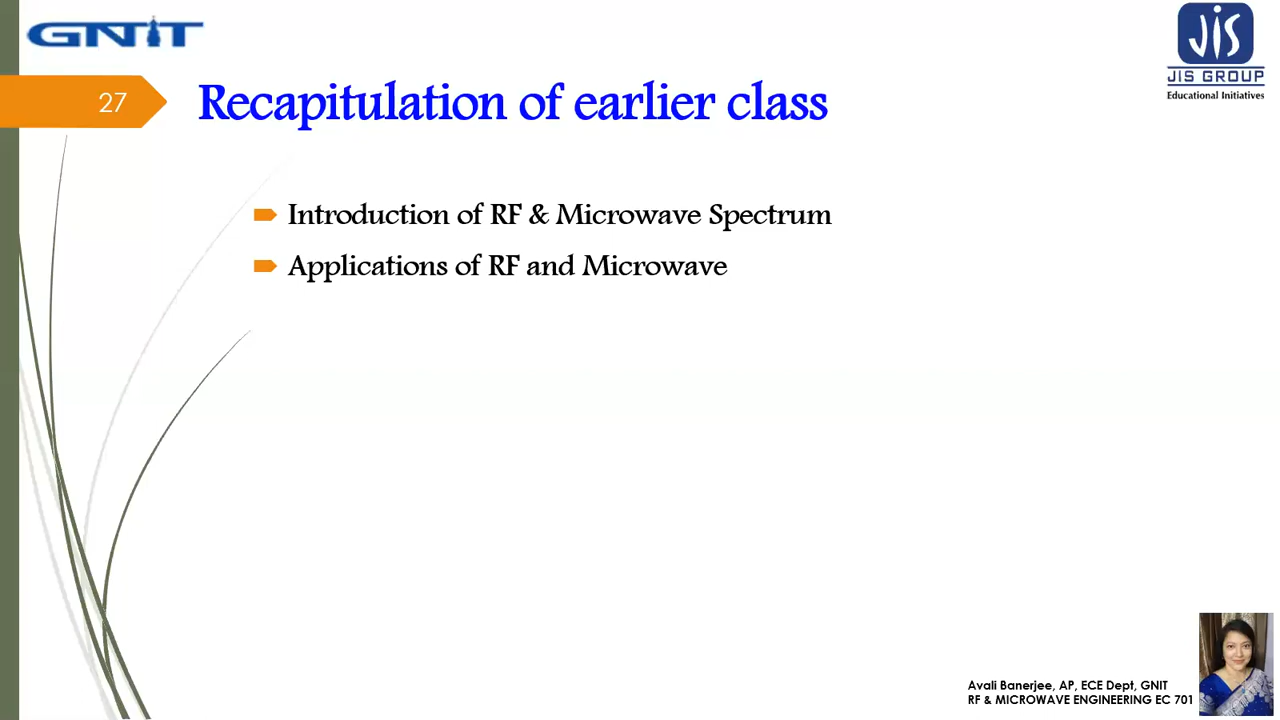 GNIT
JIS
JIS GROUP
Educational Initiatives
27
Recapitulation of earlier class
Introduction of RF & Microwave Spectrum
Applications of RF and Microwave
Avali Banerjee, AP, ECE Dept, GNIT
RF & MICROWAVE ENGINEERING EC 701